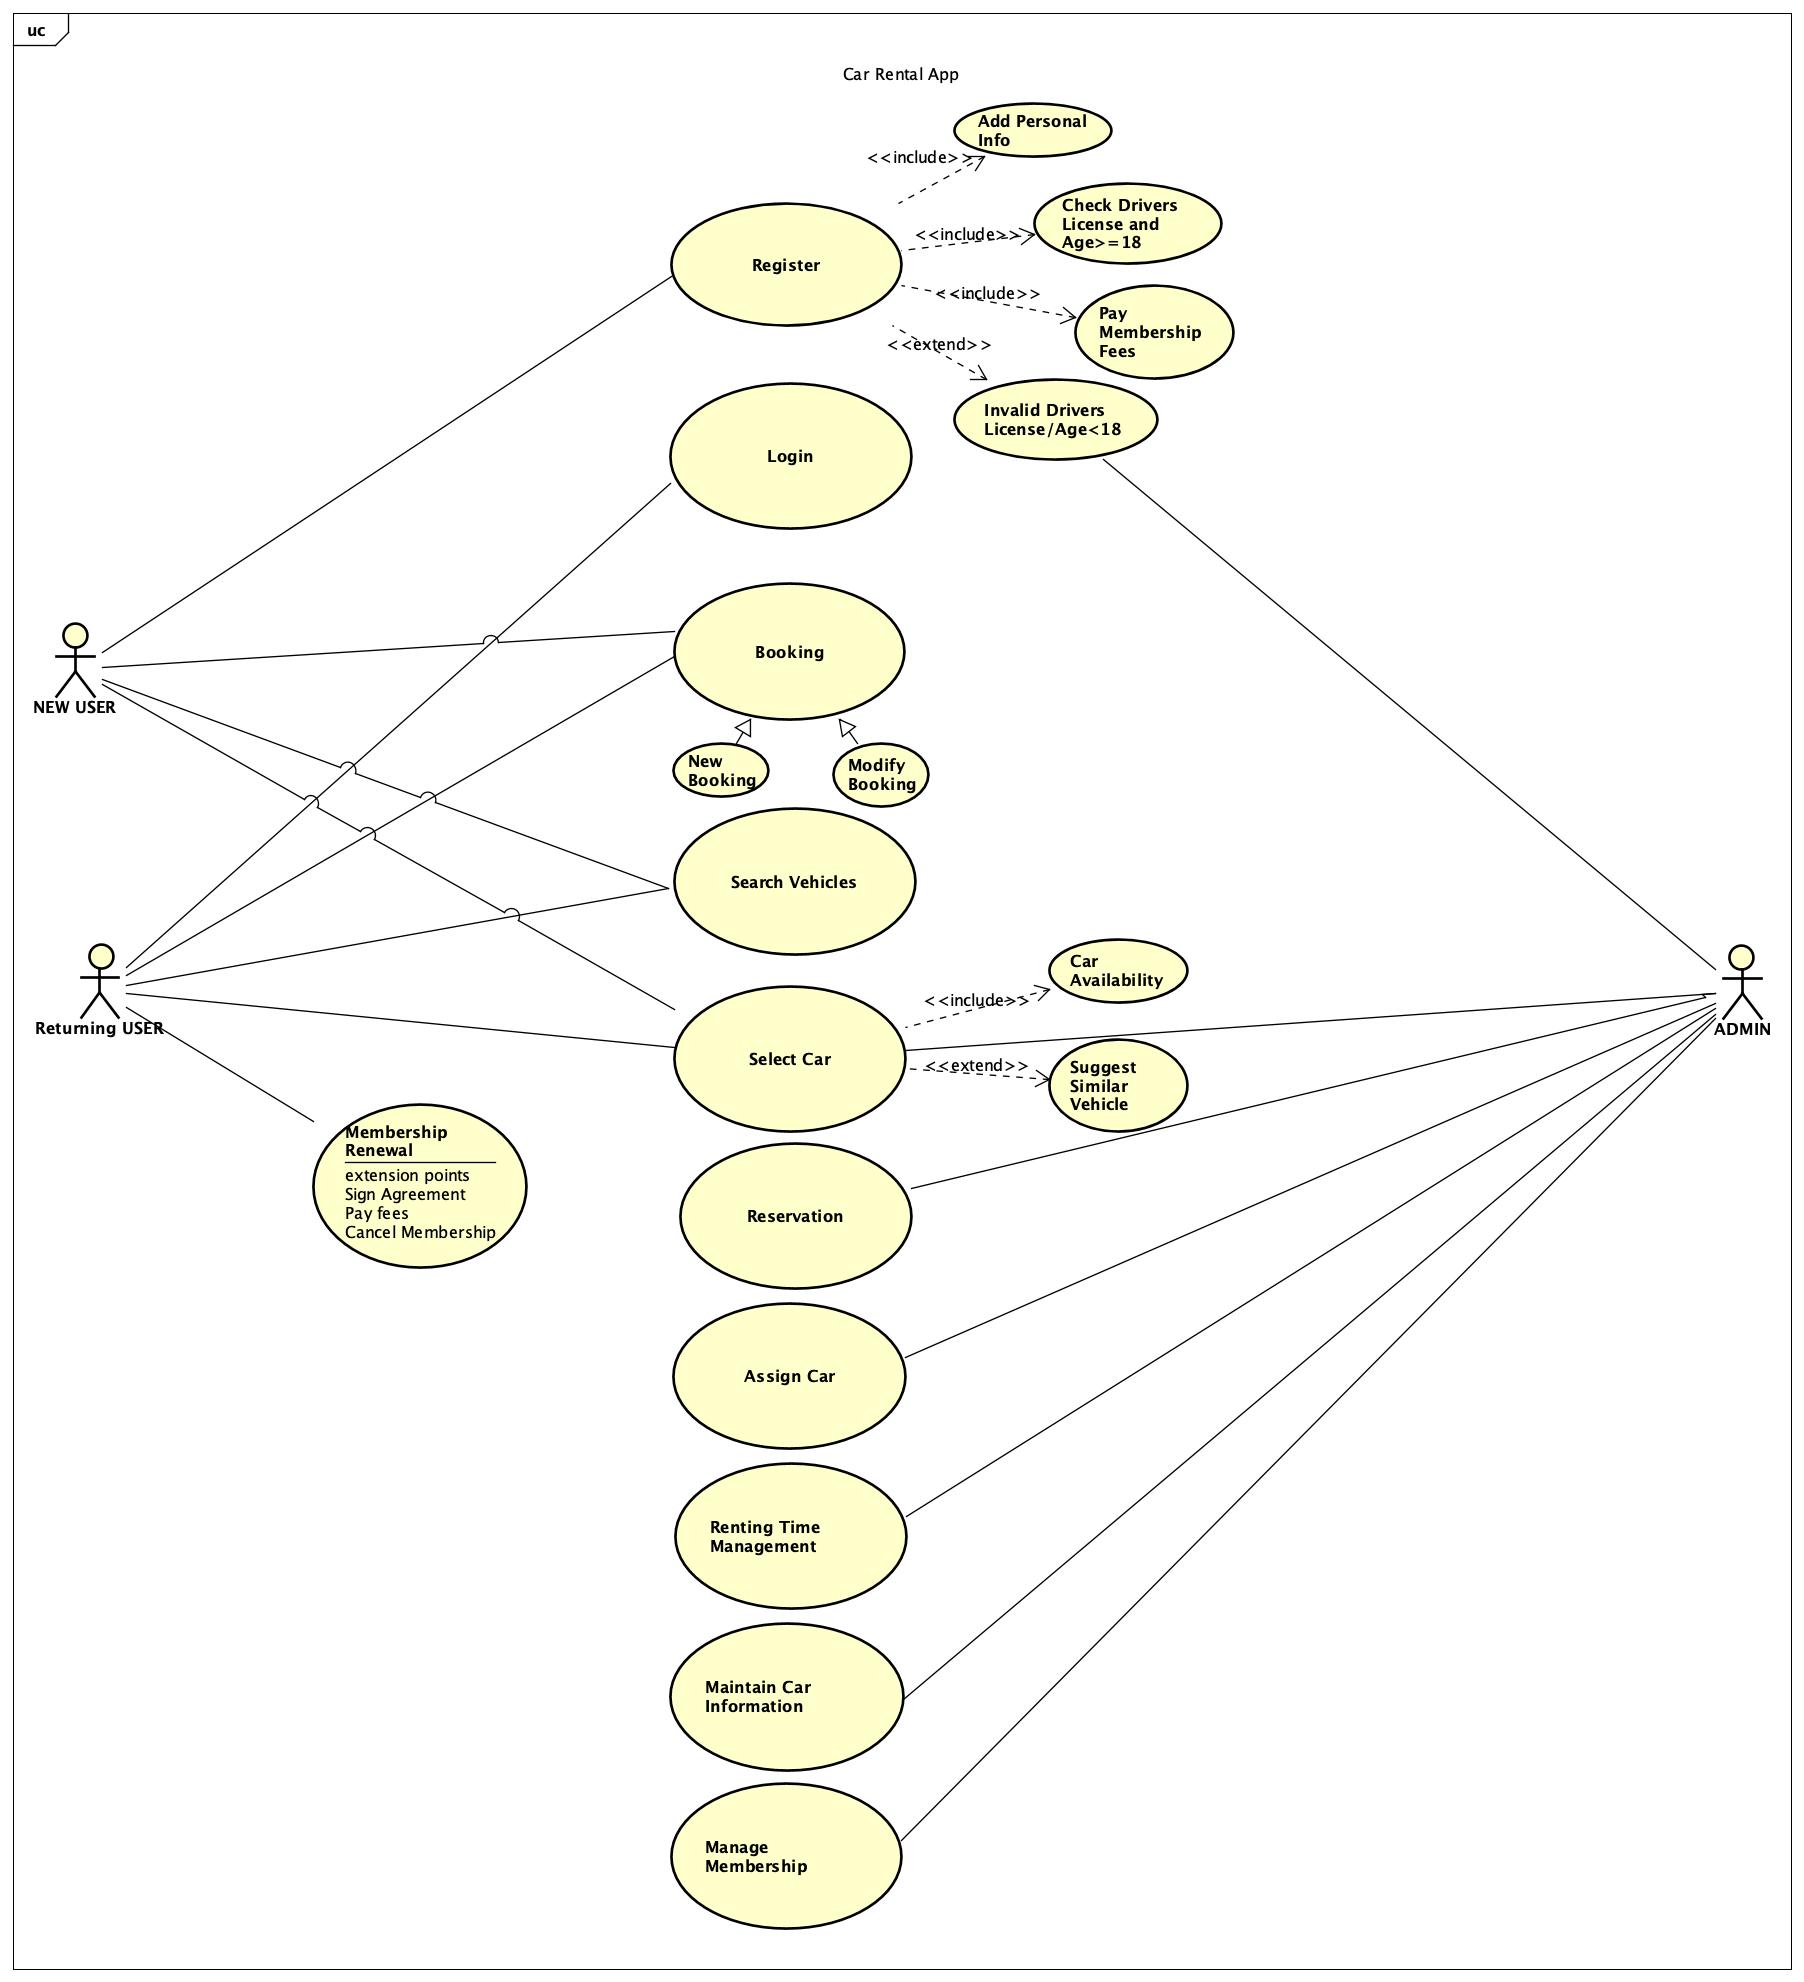 uc
Car Rental App
Add Personal
Info
<<include>>
Check Drivers
License and
Age>=18
<<include>>
Register
<<include>>
Pay
Membership
Fees
<<extend>>
Invalid Drivers
License/Age<18
Login
Booking
NEW USER
New
Booking
Modify
Booking
Search Vehicles
Car
Availability
<<include>>
Returning USER
ADMIN
Select Car
<<extend>>
Suggest
Similar
Vehicle
Membership
Renewal
extension points
Sign Agreement
Pay fees
Cancel Membership
Reservation
Assign Car
Renting Time
Management
Maintain Car
Information
Manage
Membership